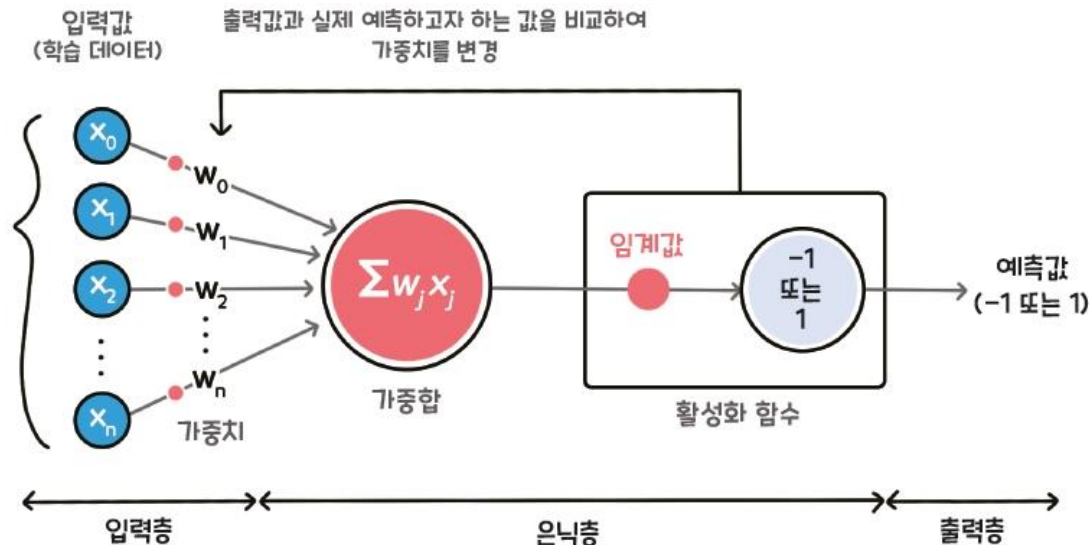 입력값
(학습 데이터)
출력값과 실제 예측하고자 하는 값을 비교하여
가중치를 변경
x₀
w₀
x₁
w₁
x₂
w₂
xₙ
wₙ
가중치
Σwⱼxⱼ
가중합
임계값
-1
또는
1
활성화 함수
예측값
(-1 또는 1)
입력층
은닉층
출력층